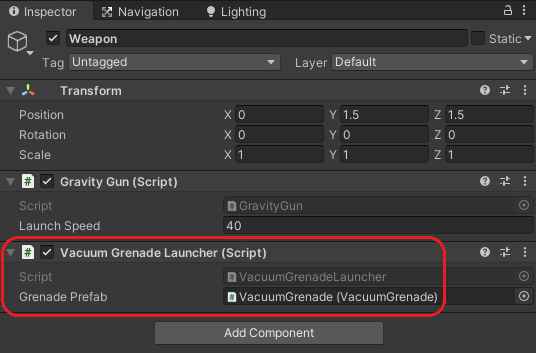 Inspector Navigation Lighting
Weapon Static
Tag Untagged Layer Default
Transform
Position X 0 Y 1.5 Z 1.5
Rotation X 0 Y 0 Z 0
Scale X 1 Y 1 Z 1
# Gravity Gun (Script)
Script # GravityGun
Launch Speed 40
# Vacuum Grenade Launcher (Script)
Script # VacuumGrenadeLauncher
Grenade Prefab # VacuumGrenade (VacuumGrenade)
Add Component